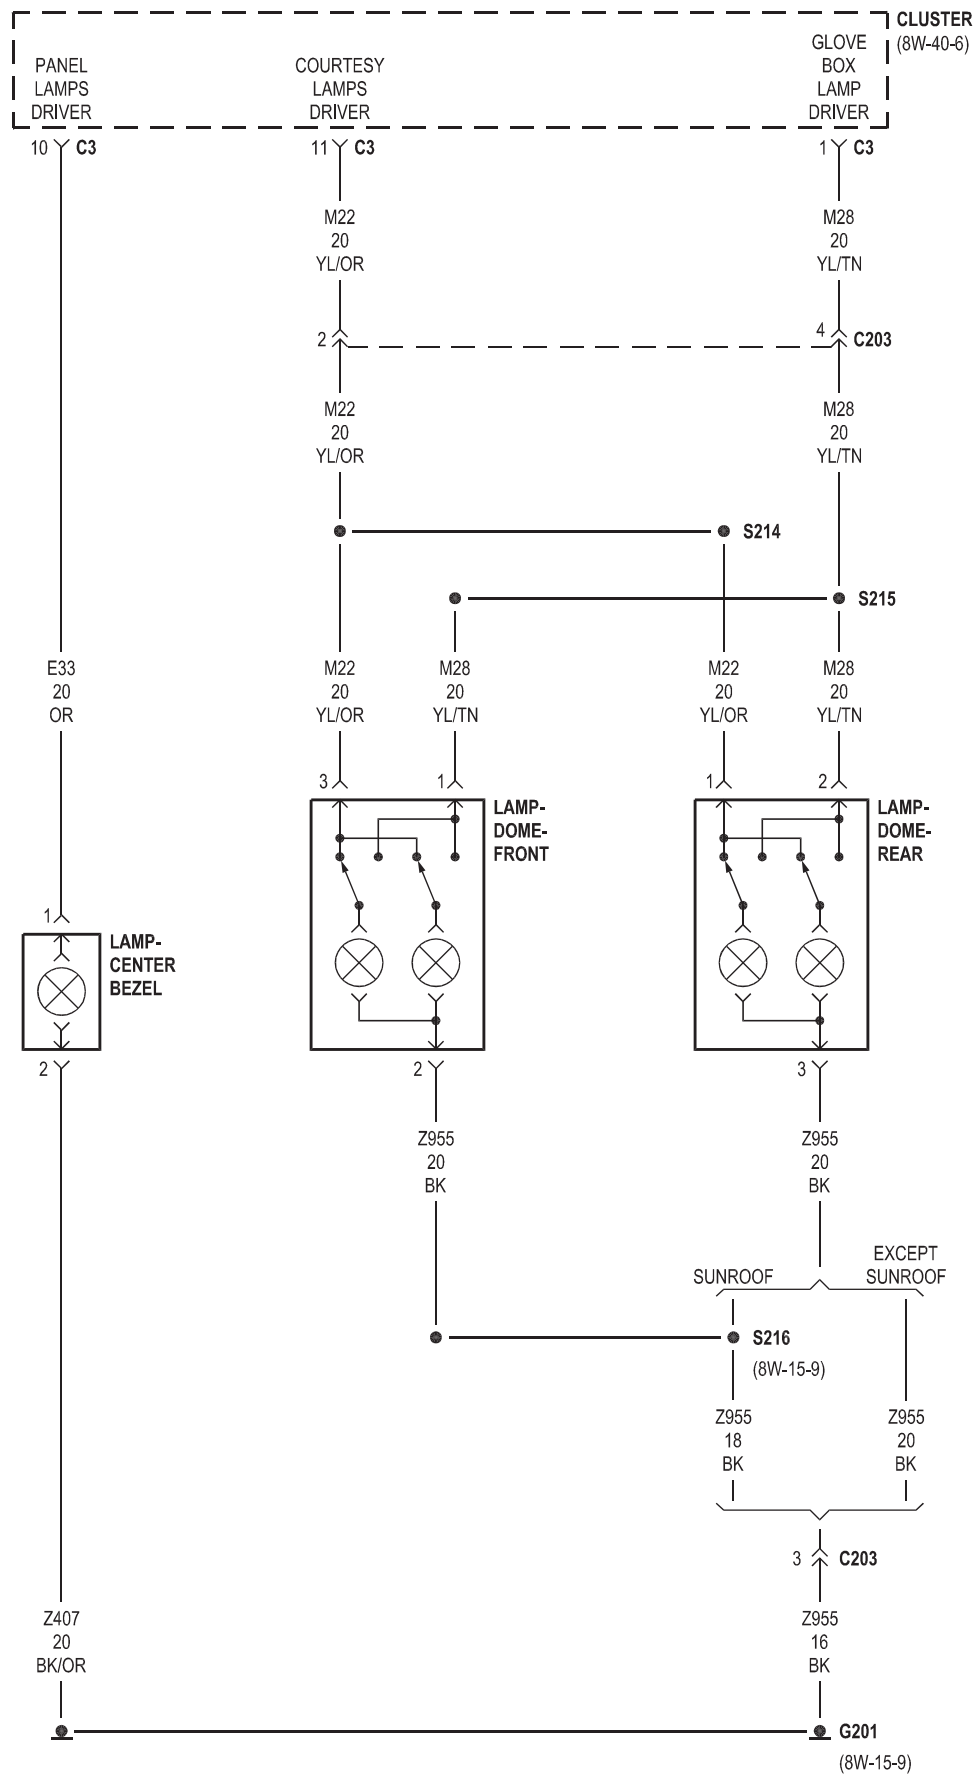 CLUSTER
(8W-40-6)
PANEL
LAMPS
DRIVER
COURTESY
LAMPS
DRIVER
GLOVE
BOX
LAMP
DRIVER
10 C3
11 C3
1 C3
M22
20
YL/OR
M28
20
YL/TN
2
4
C203
M22
20
YL/OR
M28
20
YL/TN
S214
S215
E33
20
OR
M22
20
YL/OR
M28
20
YL/TN
M22
20
YL/OR
M28
20
YL/TN
3
1
1
2
LAMP-
DOME-
FRONT
LAMP-
DOME-
REAR
1
LAMP-
CENTER
BEZEL
2
2
3
Z955
20
BK
Z955
20
BK
SUNROOF
EXCEPT
SUNROOF
S216
(8W-15-9)
Z955
18
BK
Z955
20
BK
3
C203
Z407
20
BK/OR
Z955
16
BK
G201
(8W-15-9)